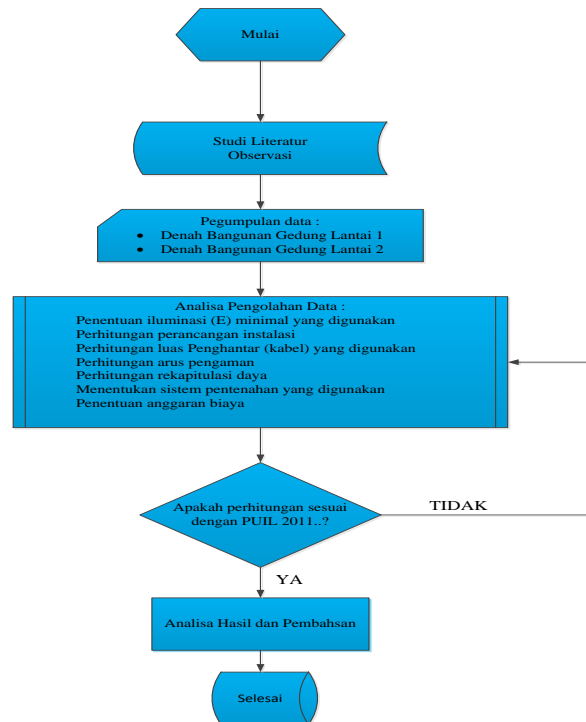 Mulai
Studi Literatur
Observasi
Pegumpulan data :
• Denah Bangunan Gedung Lantai 1
• Denah Bangunan Gedung Lantai 2
Analisa Pengolahan Data :
Penentuan iluminasi (E) minimal yang digunakan
Perhitungan perancangan instalasi
Perhitungan luas Penghantar (kabel) yang digunakan
Perhitungan arus pengaman
Perhitungan rekapitulasi daya
Menentukan sistem pentenahan yang digunakan
Penentuan anggaran biaya
Apakah perhitungan sesuai
dengan PUIL 2011..?
TIDAK
YA
Analisa Hasil dan Pembahsan
Selesai